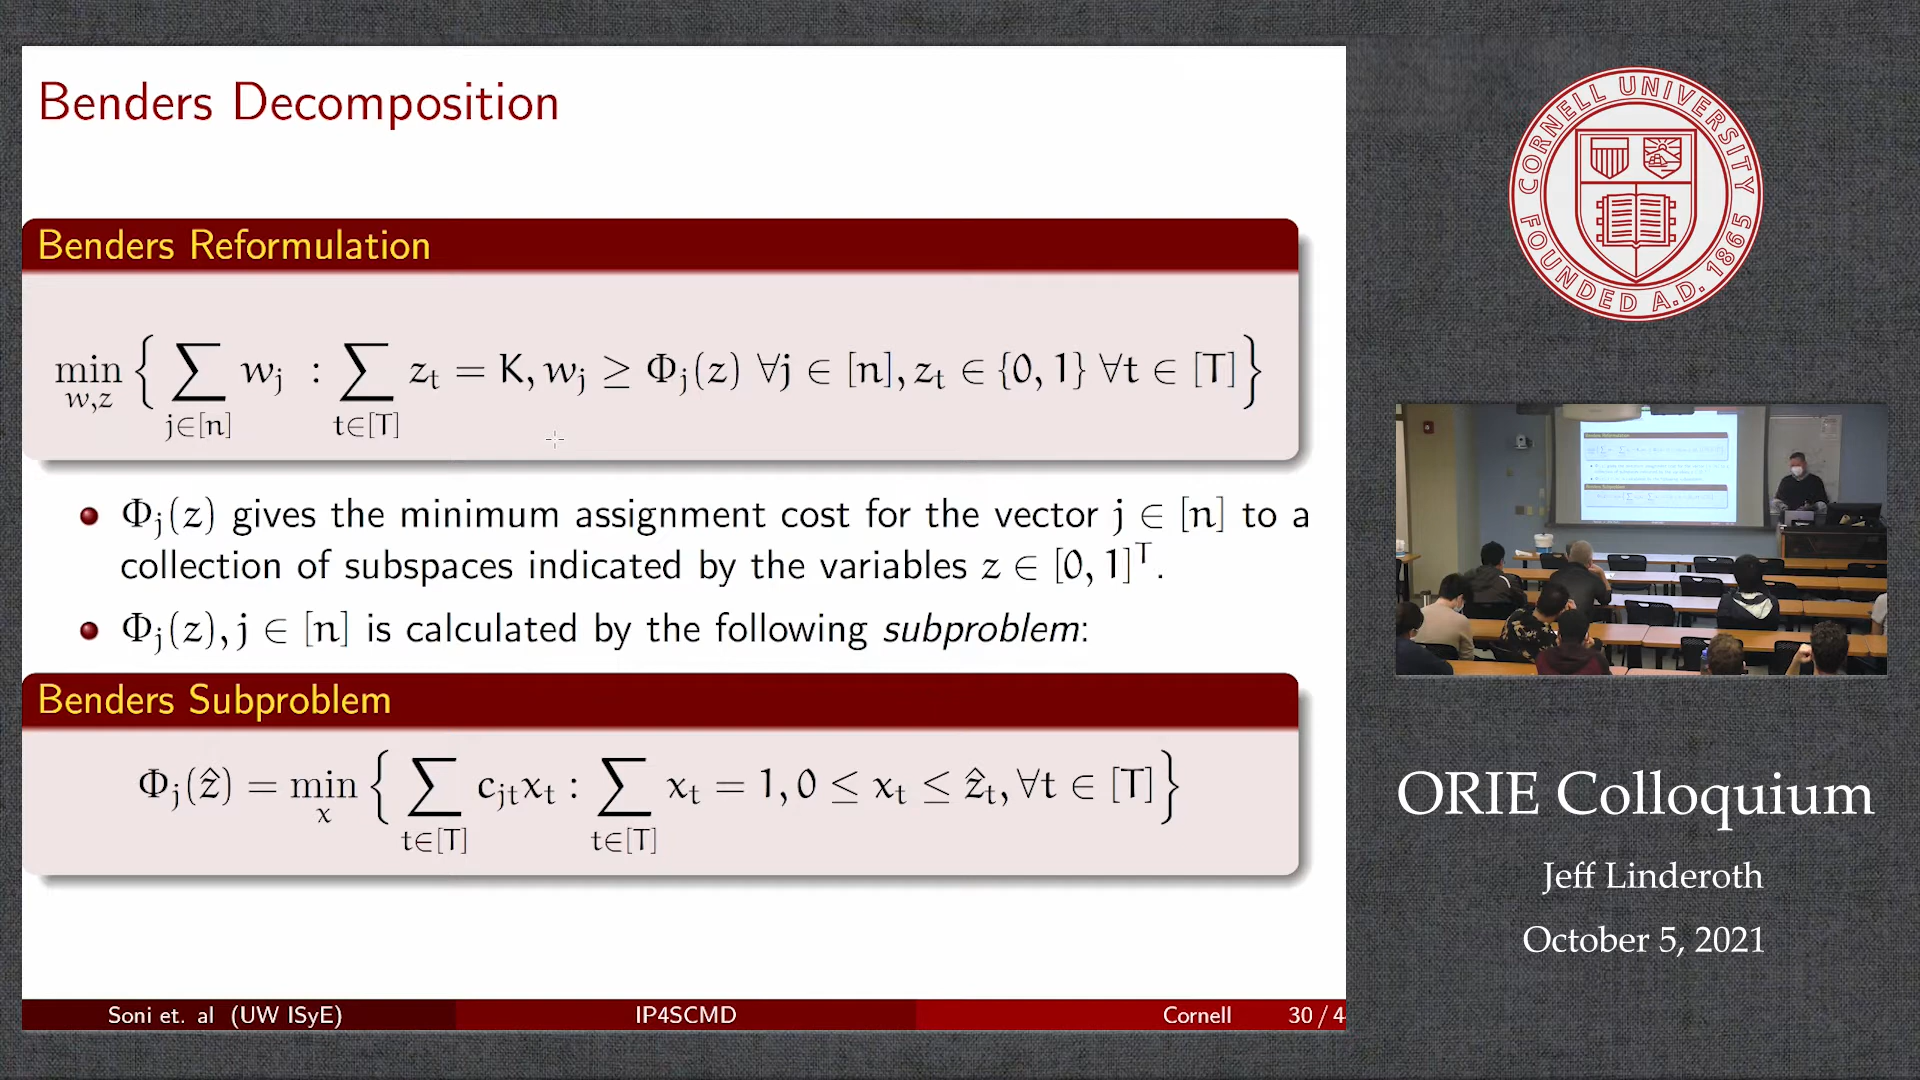 Benders Decomposition
Benders Reformulation
min_{w,z} { ∑_{j∈[n]} w_j : ∑_{t∈[T]} z_t = K, w_j ≥ Φ_j(z) ∀j ∈ [n], z_t ∈ {0, 1} ∀t ∈ [T] }
Φ_j(z) gives the minimum assignment cost for the vector j ∈ [n] to a
collection of subspaces indicated by the variables z ∈ [0, 1]^T.
Φ_j(z), j ∈ [n] is calculated by the following subproblem:
Benders Subproblem
Φ_j(ẑ) = min_x { ∑_{t∈[T]} c_{jt}x_t : ∑_{t∈[T]} x_t = 1, 0 ≤ x_t ≤ ẑ_t, ∀t ∈ [T] }
Soni et. al (UW ISyE) IP4SCMD Cornell 30 / 4
CORNELL UNIVERSITY
FOUNDED A.D. 1865
ORIE Colloquium
Jeff Linderoth
October 5, 2021